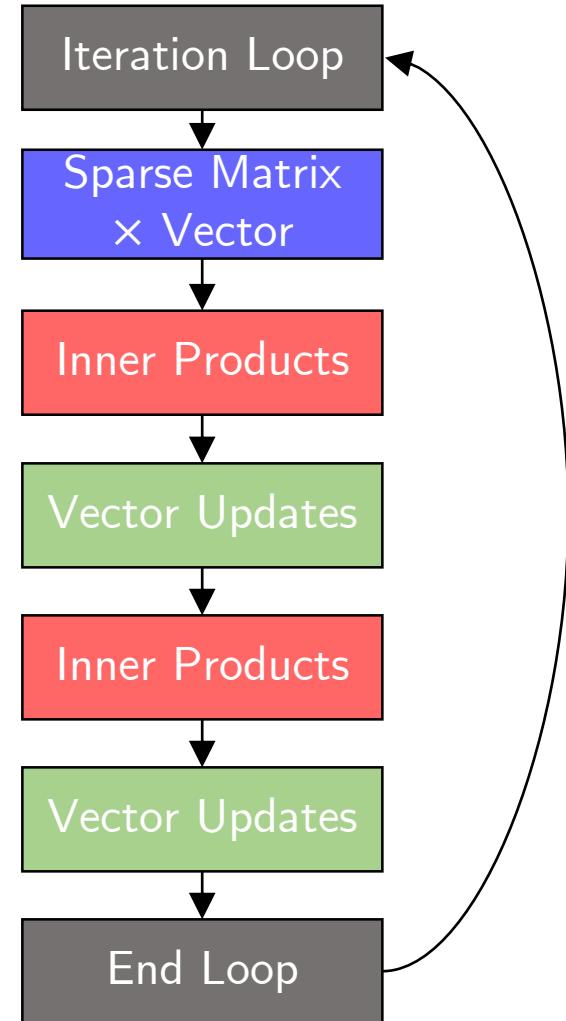 Iteration Loop
Sparse Matrix
× Vector
Inner Products
Vector Updates
Inner Products
Vector Updates
End Loop